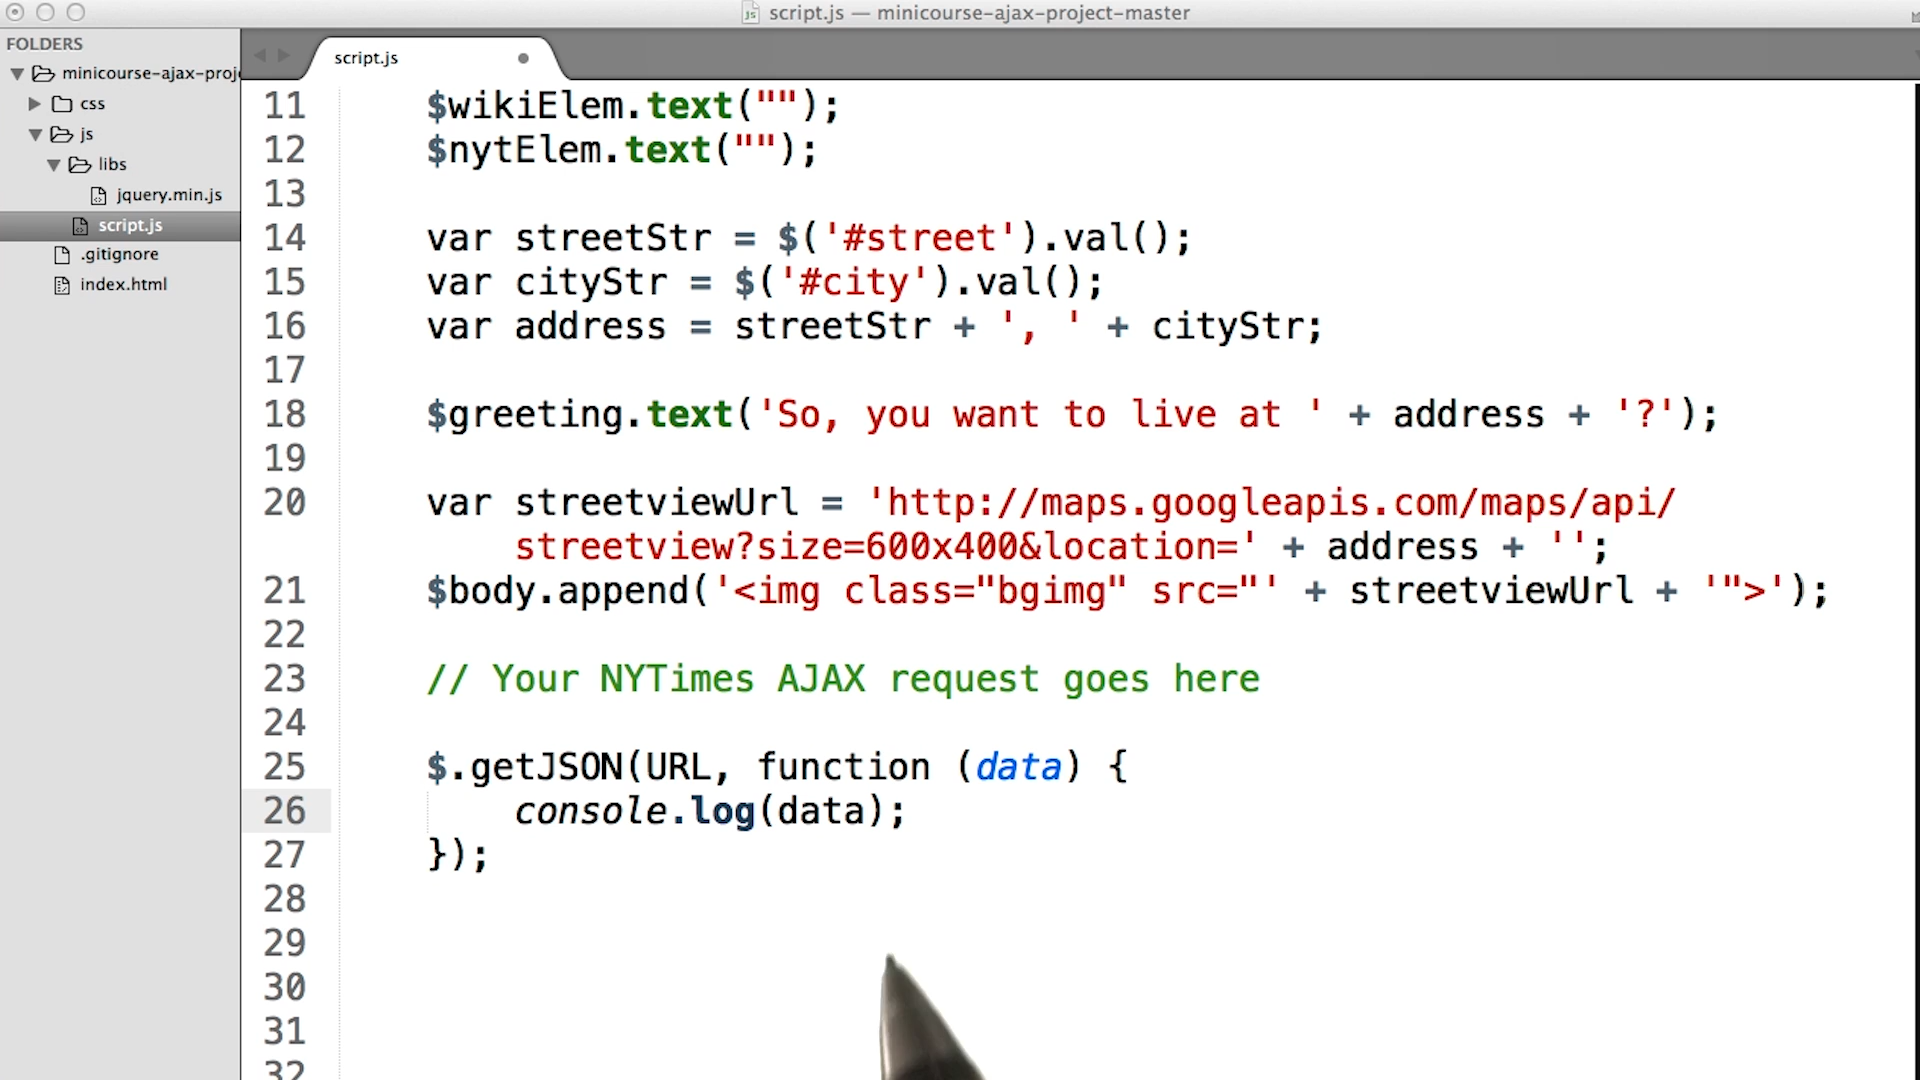 script.js — minicourse-ajax-project-master
FOLDERS
minicourse-ajax-proj
css
js
libs
jquery.min.js
script.js
.gitignore
index.html
script.js
11 $wikiElem.text("");
12 $nytElem.text("");
13
14 var streetStr = $('#street').val();
15 var cityStr = $('#city').val();
16 var address = streetStr + ', ' + cityStr;
17
18 $greeting.text('So, you want to live at ' + address + '?');
19
20 var streetviewUrl = 'http://maps.googleapis.com/maps/api/
streetview?size=600x400&location=' + address + '';
21 $body.append('<img class="bgimg" src="' + streetviewUrl + '">');
22
23 // Your NYTimes AJAX request goes here
24
25 $.getJSON(URL, function (data) {
26 console.log(data);
27 });
28
29
30
31
32